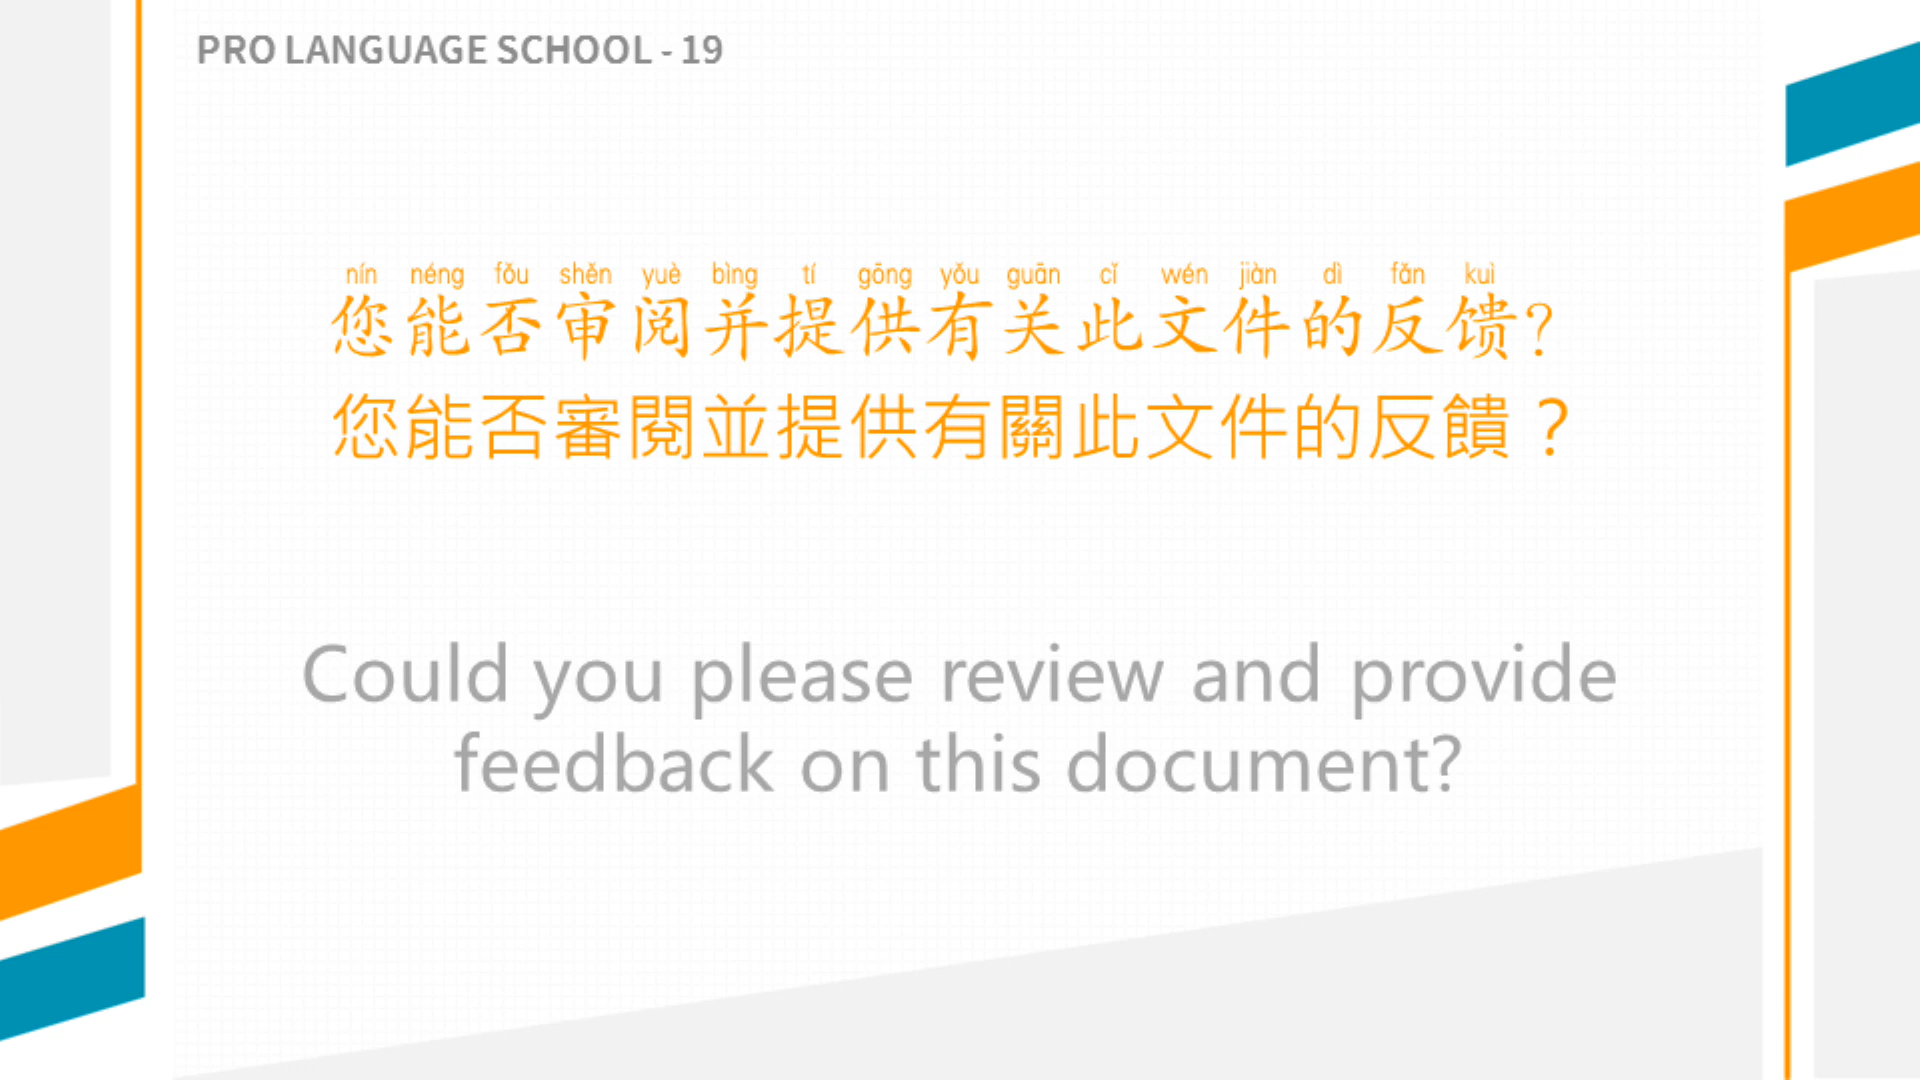 PRO LANGUAGE SCHOOL - 19
nín néng fǒu shěn yuè bìng tí gōng yǒu guān cǐ wén jiàn dì fǎn kuì
您能否审阅并提供有关此文件的反馈?
您能否審閱並提供有關此文件的反饋？
Could you please review and provide
feedback on this document?